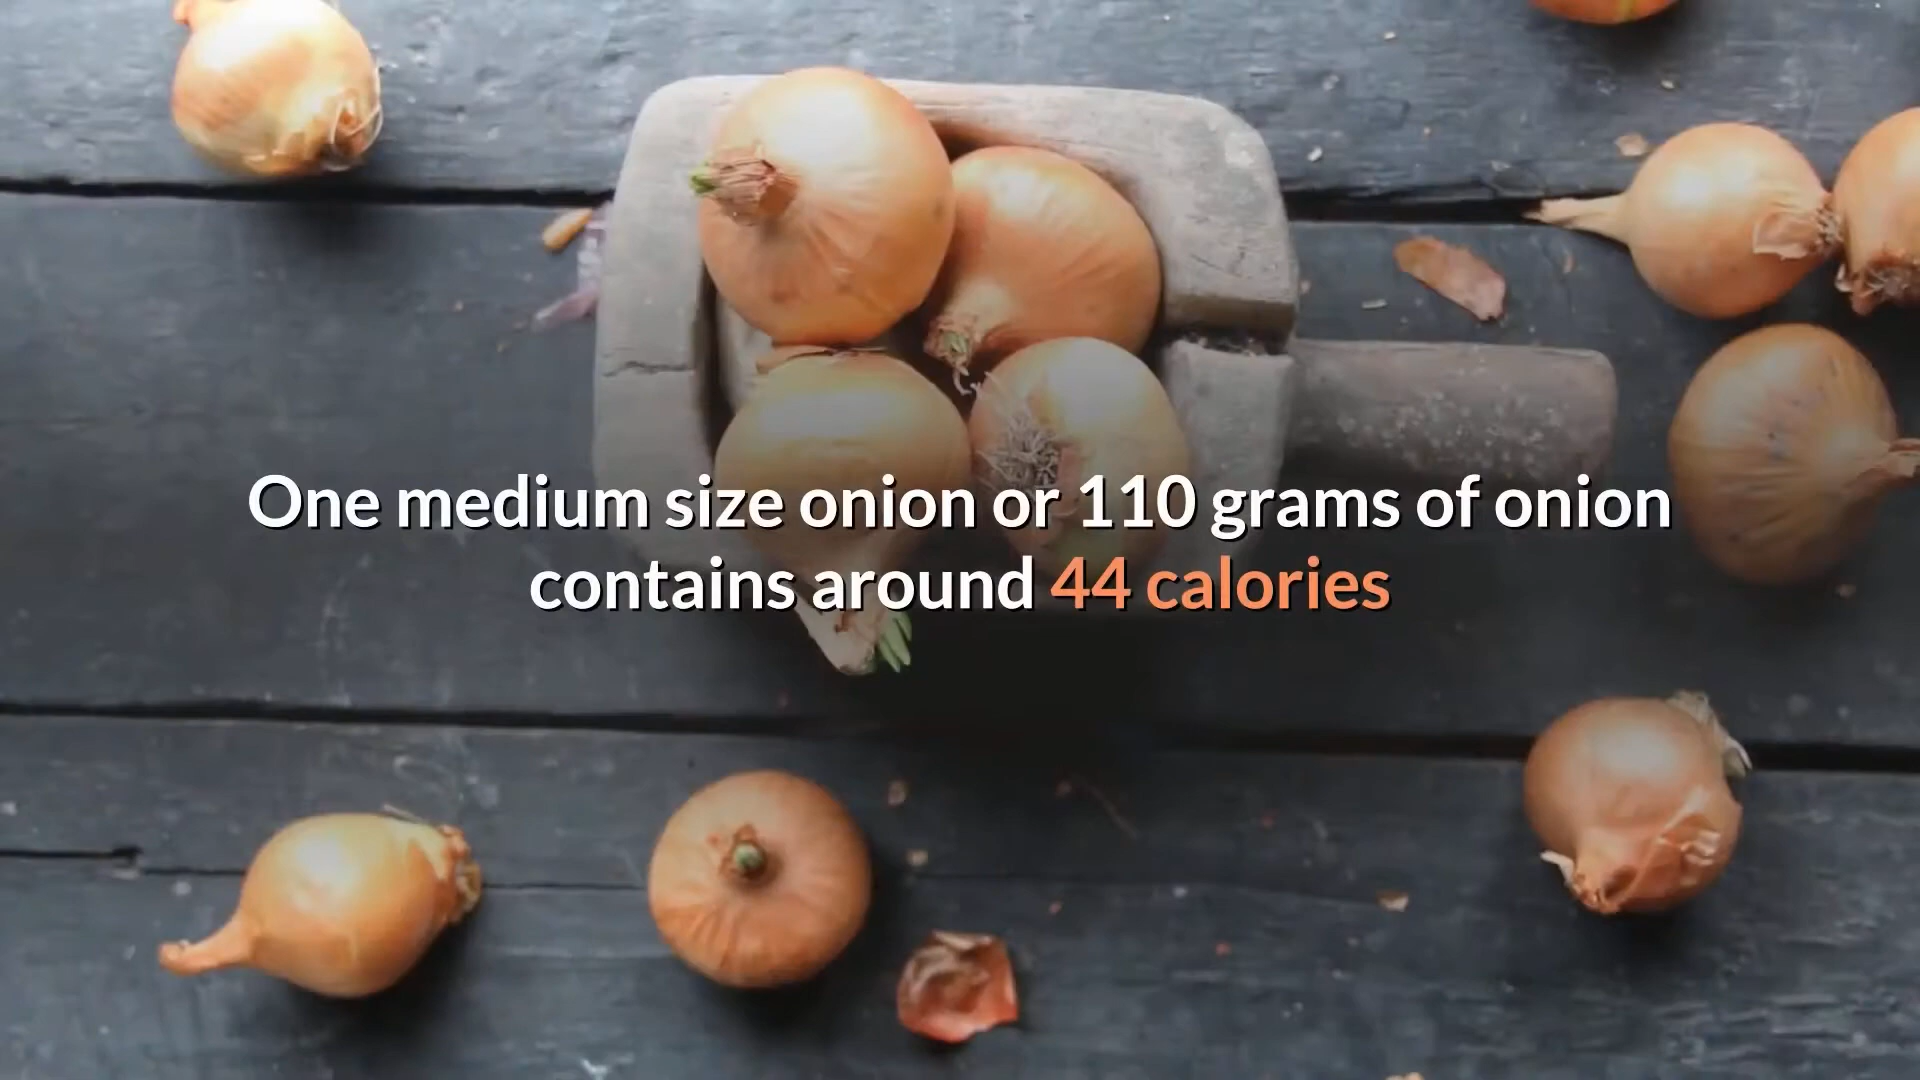 One medium size onion or 110 grams of onion
contains around 44 calories